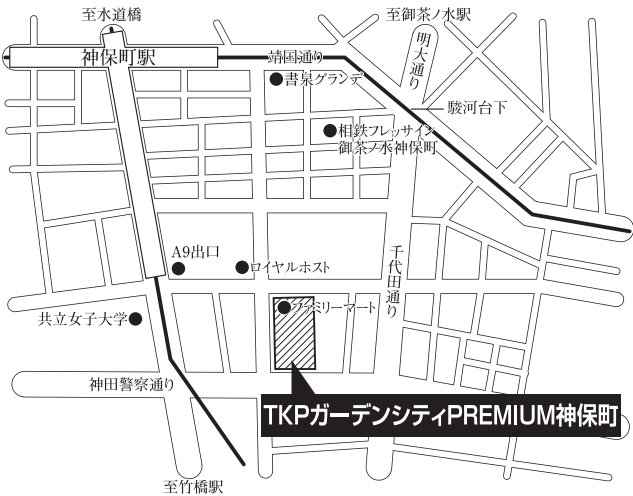 至水道橋
至御茶ノ水駅
神保町駅
靖国通り
明大通り
書泉グランデ
駿河台下
相鉄フレッサイン
御茶ノ水神保町
A9出口
ロイヤルホスト
千代田通り
ファミリーマート
共立女子大学
神田警察通り
TKPガーデンシティPREMIUM神保町
至竹橋駅